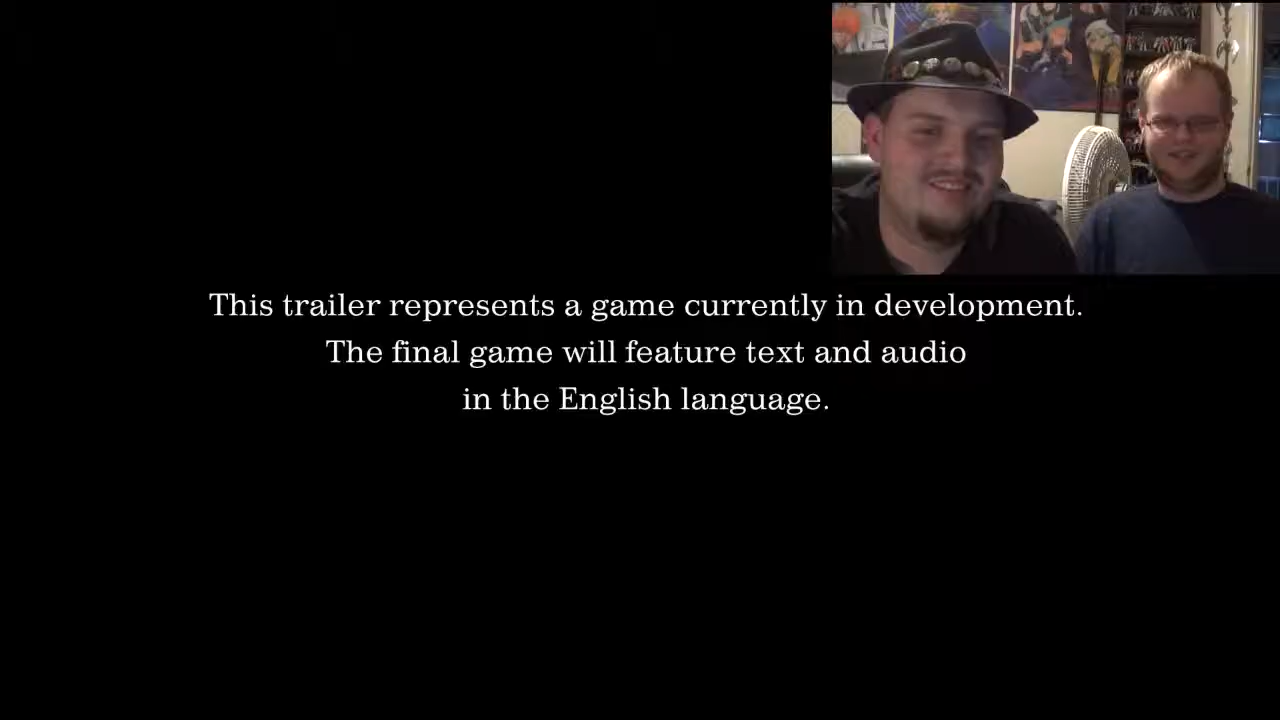 This trailer represents a game currently in development.
The final game will feature text and audio
in the English language.